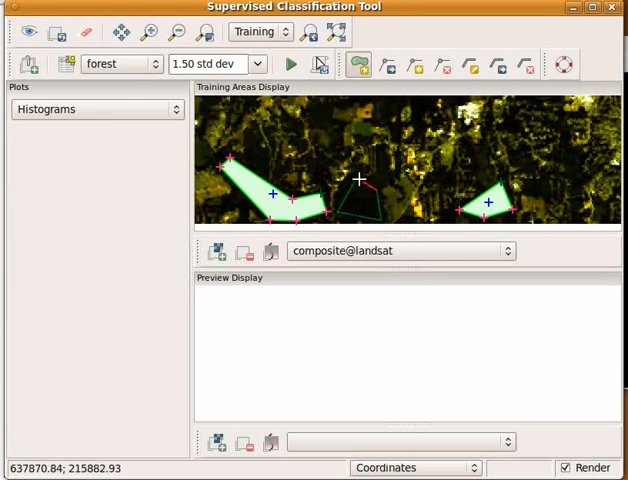 Supervised Classification Tool
Training
forest
1.50 std dev
Plots
Training Areas Display
Histograms
composite@landsat
Preview Display
637870.84; 215882.93
Coordinates
Render